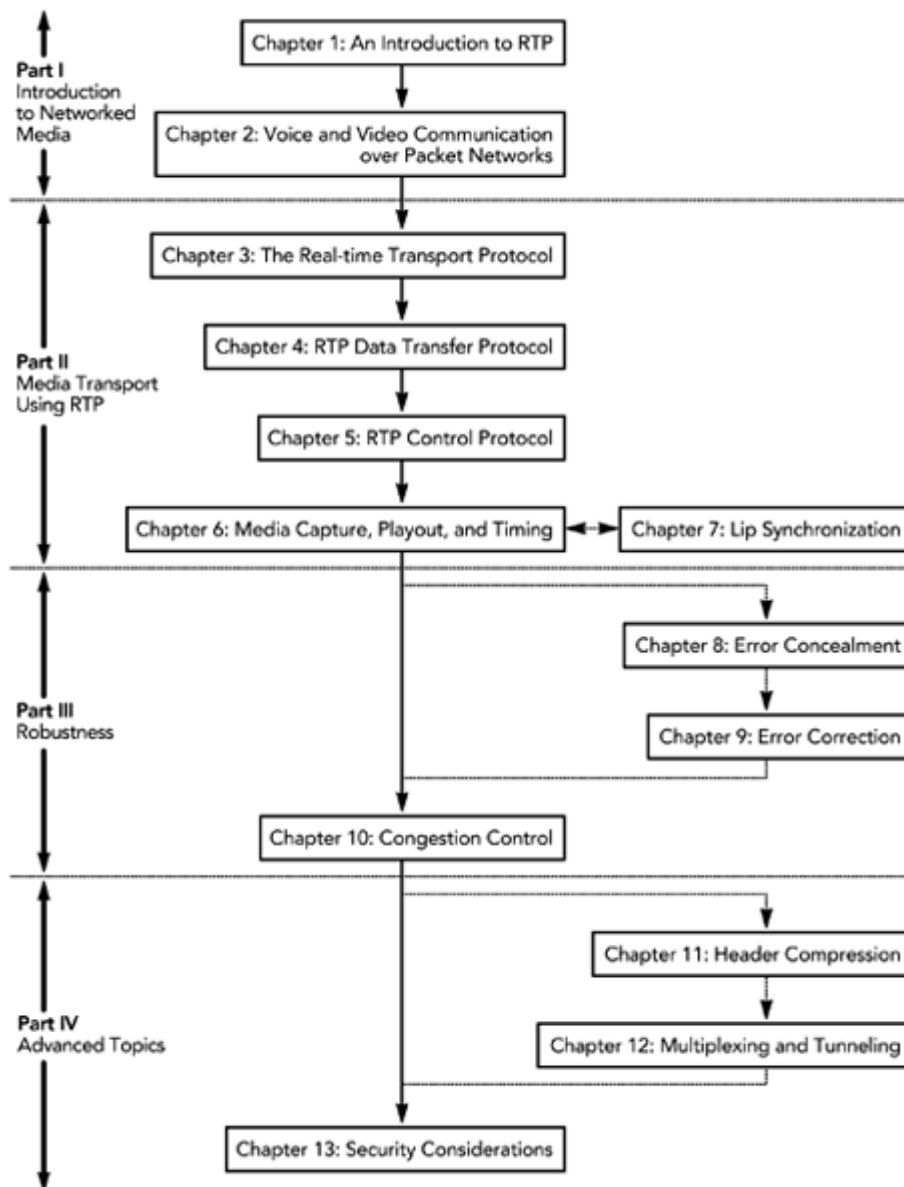 Chapter 1: An Introduction to RTP
Part I
Introduction
to Networked
Media
Chapter 2: Voice and Video Communication
over Packet Networks
Chapter 3: The Real-time Transport Protocol
Chapter 4: RTP Data Transfer Protocol
Part II
Media Transport
Using RTP
Chapter 5: RTP Control Protocol
Chapter 6: Media Capture, Playout, and Timing
Chapter 7: Lip Synchronization
Chapter 8: Error Concealment
Part III
Robustness
Chapter 9: Error Correction
Chapter 10: Congestion Control
Chapter 11: Header Compression
Part IV
Advanced Topics
Chapter 12: Multiplexing and Tunneling
Chapter 13: Security Considerations